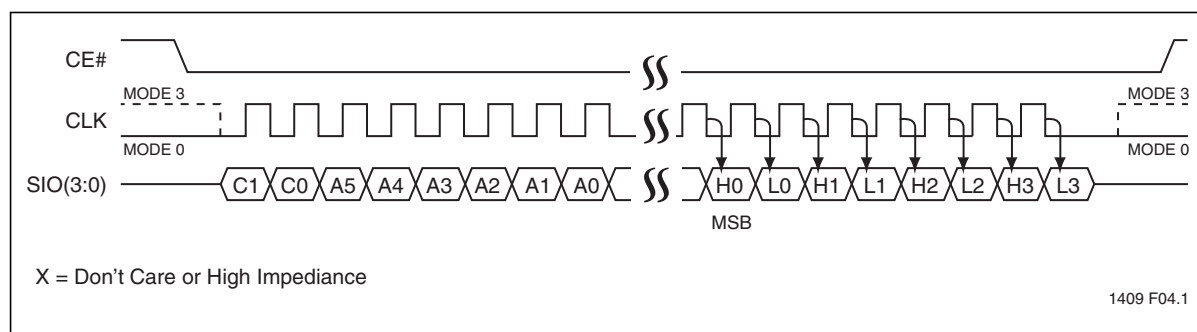 CE#
MODE 3 MODE 3
CLK
MODE 0 MODE 0
SIO(3:0) C1 C0 A5 A4 A3 A2 A1 A0 H0 L0 H1 L1 H2 L2 H3 L3
MSB
X = Don't Care or High Impediance
1409 F04.1